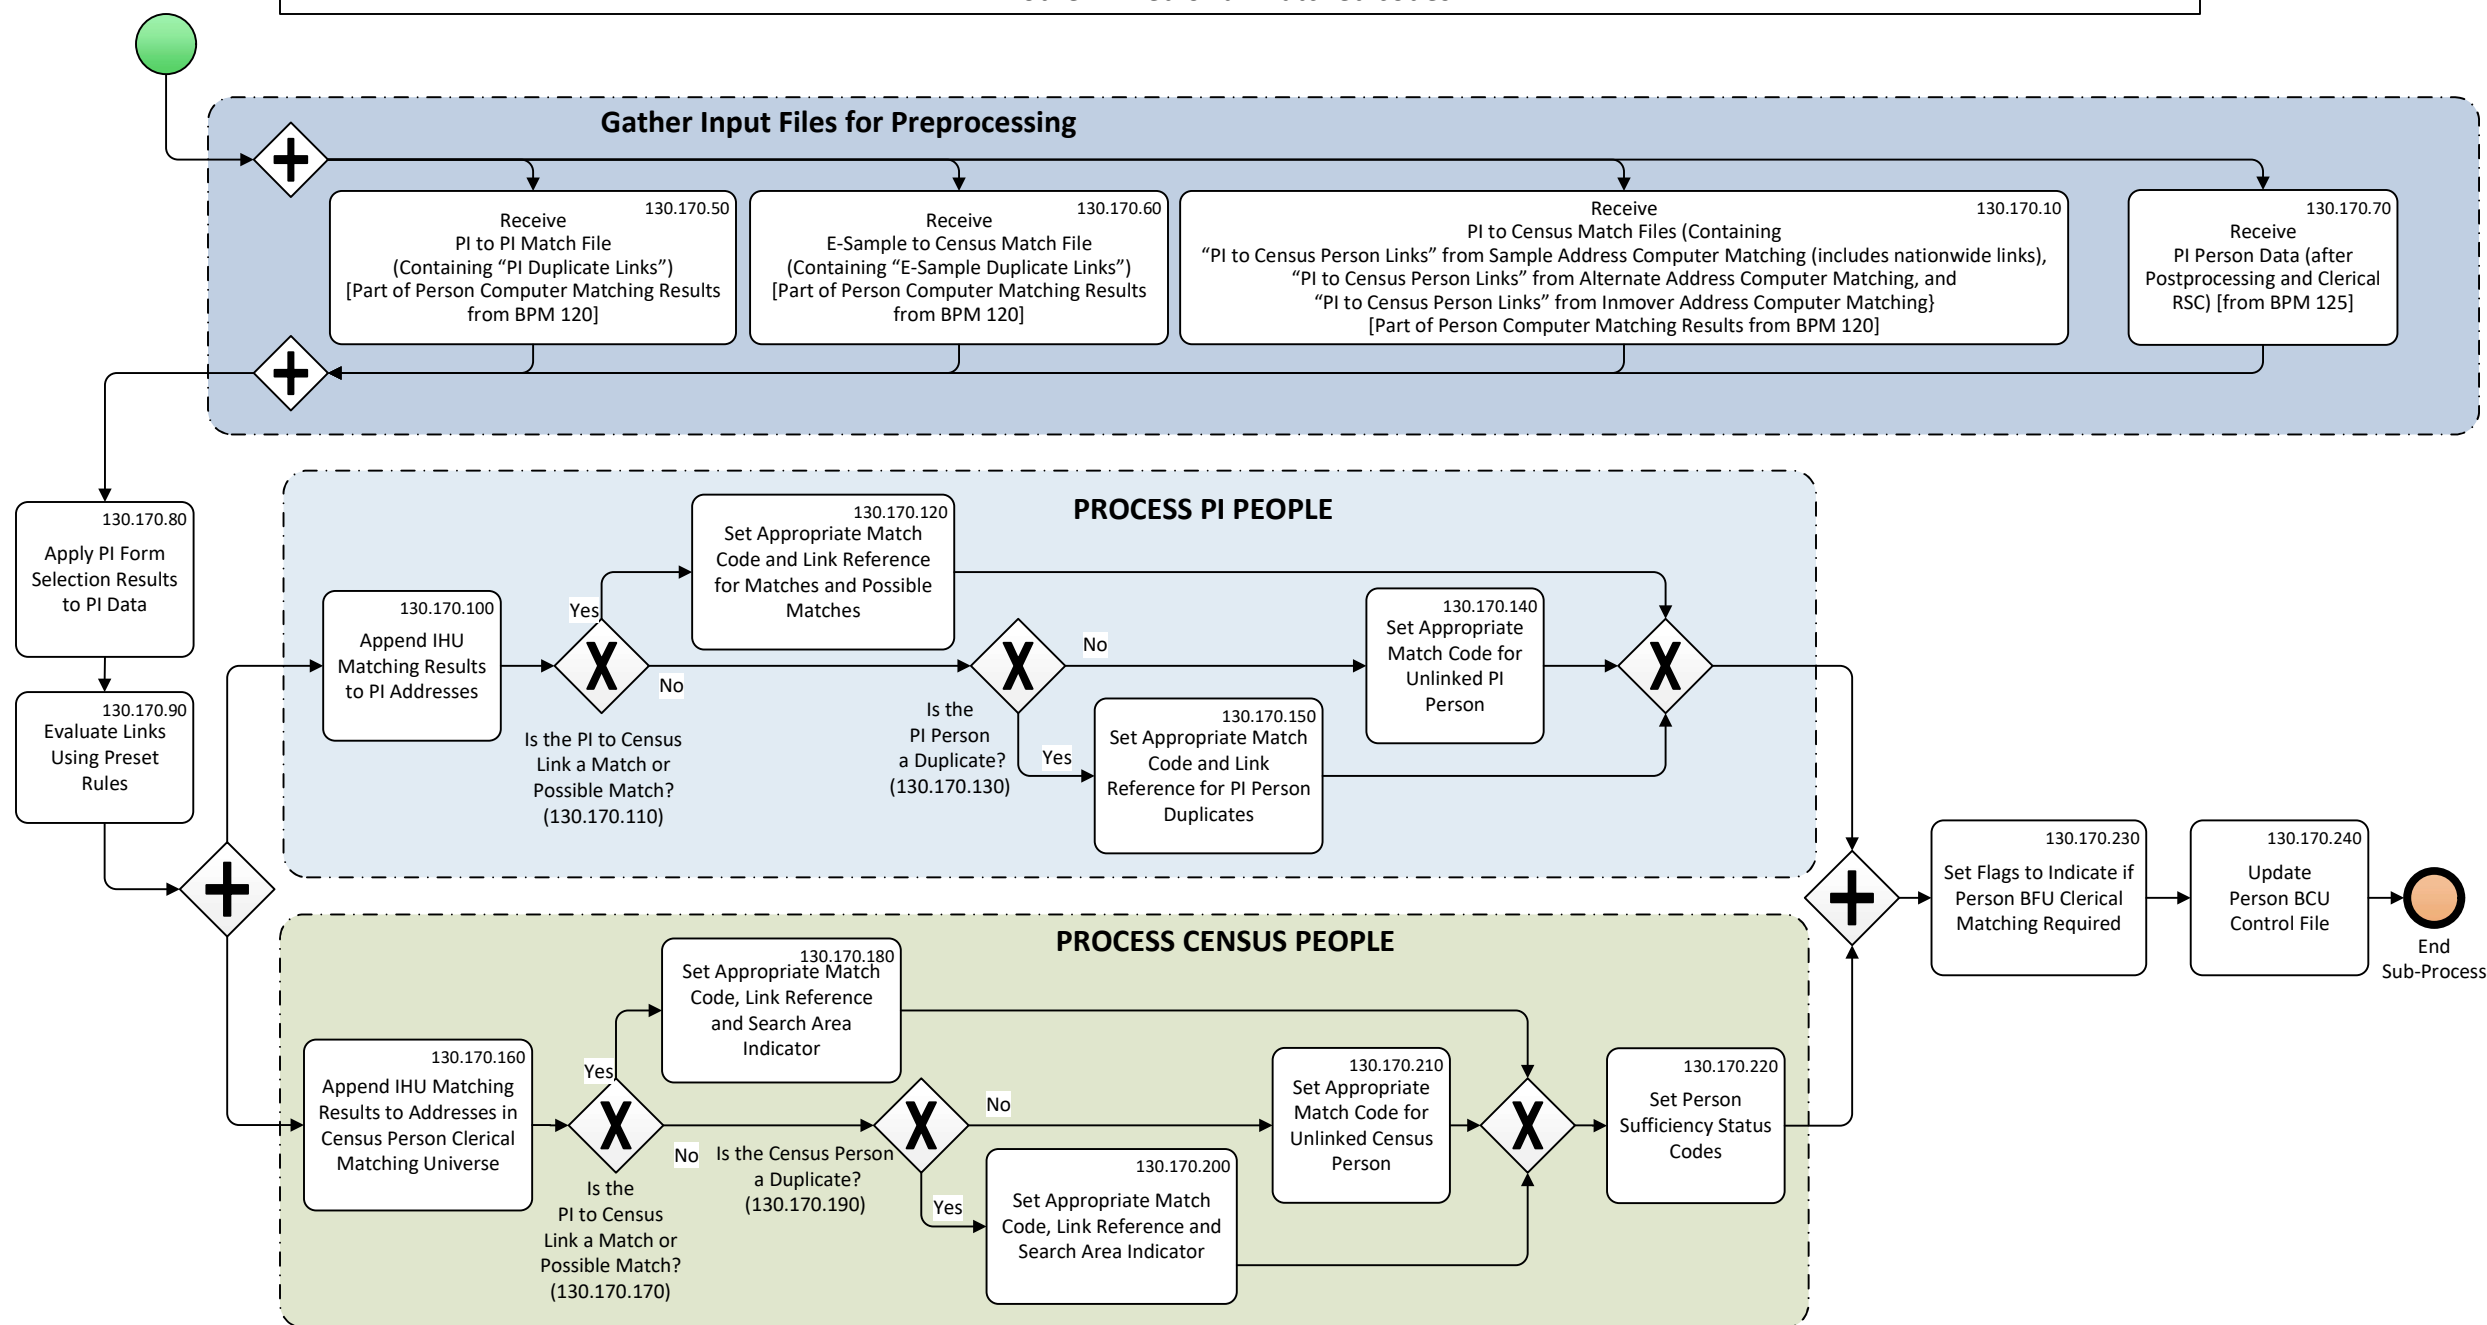 Gather Input Files for Preprocessing
130.170.50
Receive
PI to PI Match File
(Containing “PI Duplicate Links”)
[Part of Person Computer Matching Results
from BPM 120]
130.170.60
Receive
E-Sample to Census Match File
(Containing “E-Sample Duplicate Links”)
[Part of Person Computer Matching Results
from BPM 120]
130.170.10
Receive
PI to Census Match Files (Containing
“PI to Census Person Links” from Sample Address Computer Matching (includes nationwide links),
“PI to Census Person Links” from Alternate Address Computer Matching, and
“PI to Census Person Links” from Inmover Address Computer Matching}
[Part of Person Computer Matching Results from BPM 120]
130.170.70
Receive
PI Person Data (after
Postprocessing and Clerical
RSC) [from BPM 125]
130.170.80
Apply PI Form
Selection Results
to PI Data
130.170.90
Evaluate Links
Using Preset
Rules
PROCESS PI PEOPLE
130.170.100
Append IHU
Matching Results
to PI Addresses
Yes
No
Is the PI to Census
Link a Match or
Possible Match?
(130.170.110)
130.170.120
Set Appropriate Match
Code and Link Reference
for Matches and Possible
Matches
Is the
PI Person
a Duplicate?
(130.170.130)
No
Yes
130.170.140
Set Appropriate
Match Code for
Unlinked PI
Person
130.170.150
Set Appropriate Match
Code and Link
Reference for PI Person
Duplicates
PROCESS CENSUS PEOPLE
130.170.160
Append IHU Matching
Results to Addresses in
Census Person Clerical
Matching Universe
Yes
No
Is the
PI to Census
Link a Match or
Possible Match?
(130.170.170)
130.170.180
Set Appropriate Match
Code, Link Reference
and Search Area
Indicator
Is the Census Person
a Duplicate?
(130.170.190)
No
Yes
130.170.200
Set Appropriate Match
Code, Link Reference and
Search Area Indicator
130.170.210
Set Appropriate
Match Code for
Unlinked Census
Person
130.170.220
Set Person
Sufficiency Status
Codes
130.170.230
Set Flags to Indicate if
Person BFU Clerical
Matching Required
130.170.240
Update
Person BCU
Control File
End
Sub-Process